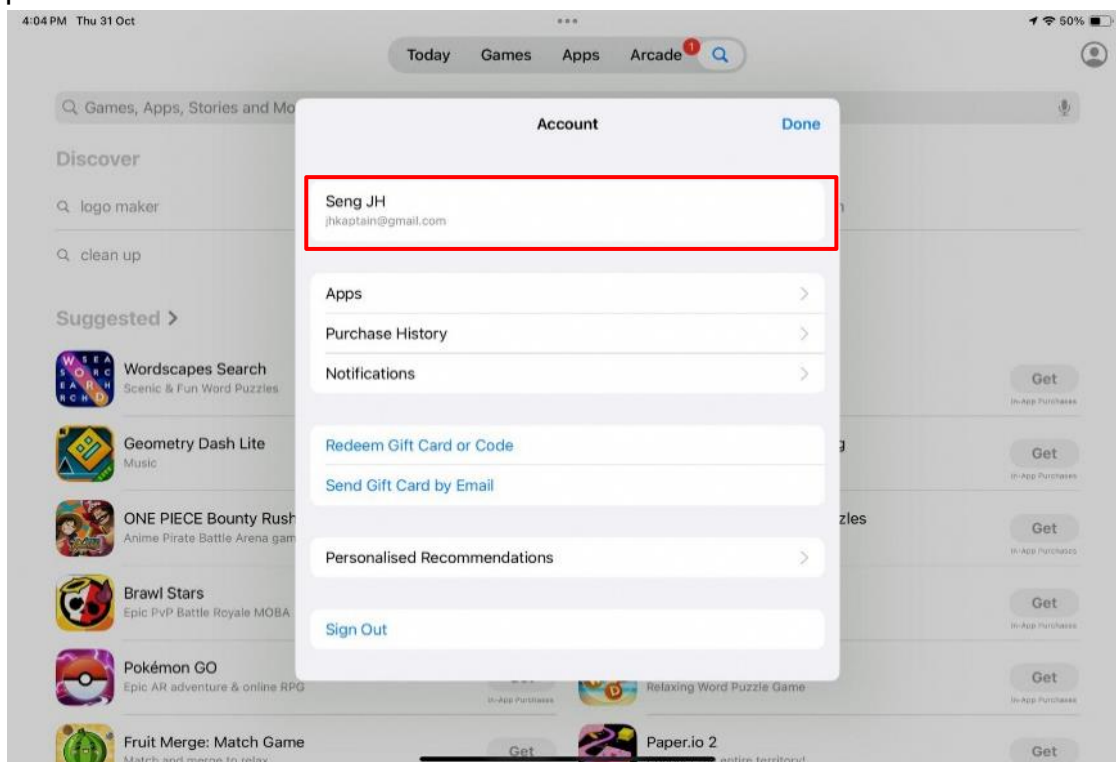 4:04 PM Thu 31 Oct
50%
Today Games Apps Arcade 1
Games, Apps, Stories and Mo
Account Done
Discover
logo maker
clean up
Seng JH
jhkaptain@gmail.com
Apps
Purchase History
Notifications
Redeem Gift Card or Code
Send Gift Card by Email
Personalised Recommendations
Sign Out
Suggested
Wordscapes Search
Scenic & Fun Word Puzzles
Get
In-App Purchases
Geometry Dash Lite
Music
Get
In-App Purchases
ONE PIECE Bounty Rush
Anime Pirate Battle Arena gam
zles
Get
In-App Purchases
Brawl Stars
Epic PvP Battle Royale MOBA
Get
In-App Purchases
Pokémon GO
Epic AR adventure & online RPG
In-App Purchases
Relaxing Word Puzzle Game
Get
In-App Purchases
Fruit Merge: Match Game
Match and merge to relax
Get
Paper.io 2
entire territory!
Get